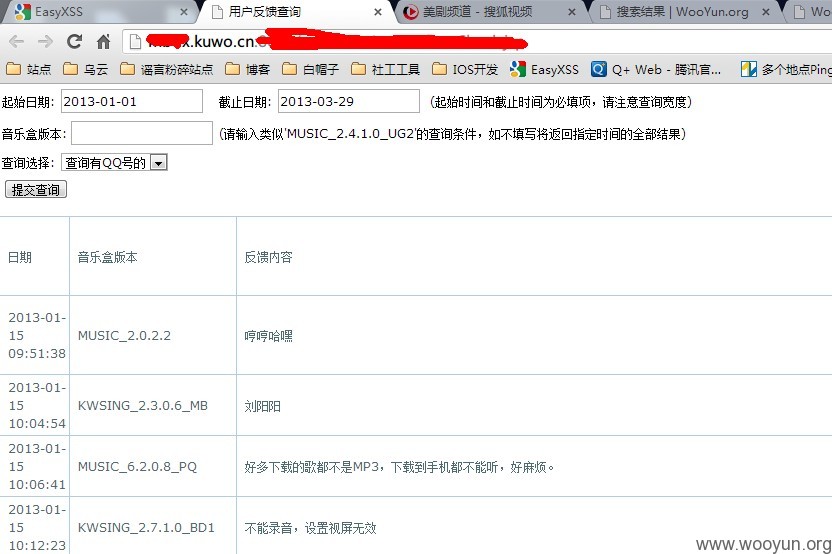 EasyXSS
用户反馈查询
美剧频道 - 搜狐视频
搜索结果 | WooYun.org
WooY
x.kuwo.cn
站点 乌云 谣言粉碎站点 博客 白帽子 社工工具 IOS开发 EasyXSS Q+ Web - 腾讯官... 多个地点Ping
起始日期: 2013-01-01 截止日期: 2013-03-29 (起始时间和截止时间为必填项,请注意查询宽度)
音乐盒版本: (请输入类似'MUSIC_2.4.1.0_UG2'的查询条件,如不填写将返回指定时间的全部结果)
查询选择: 查询有QQ号的
提交查询
日期 音乐盒版本 反馈内容
2013-01-
15
09:51:38
MUSIC_2.0.2.2
哼哼哈嘿
2013-01-
15
10:04:54
KWSING_2.3.0.6_MB
刘阳阳
2013-01-
15
10:06:41
MUSIC_6.2.0.8_PQ
好多下载的歌都不是MP3,下载到手机都不能听,好麻烦。
2013-01-
15
10:12:23
KWSING_2.7.1.0_BD1
不能录音,设置视屏无效
www.wooyun.org